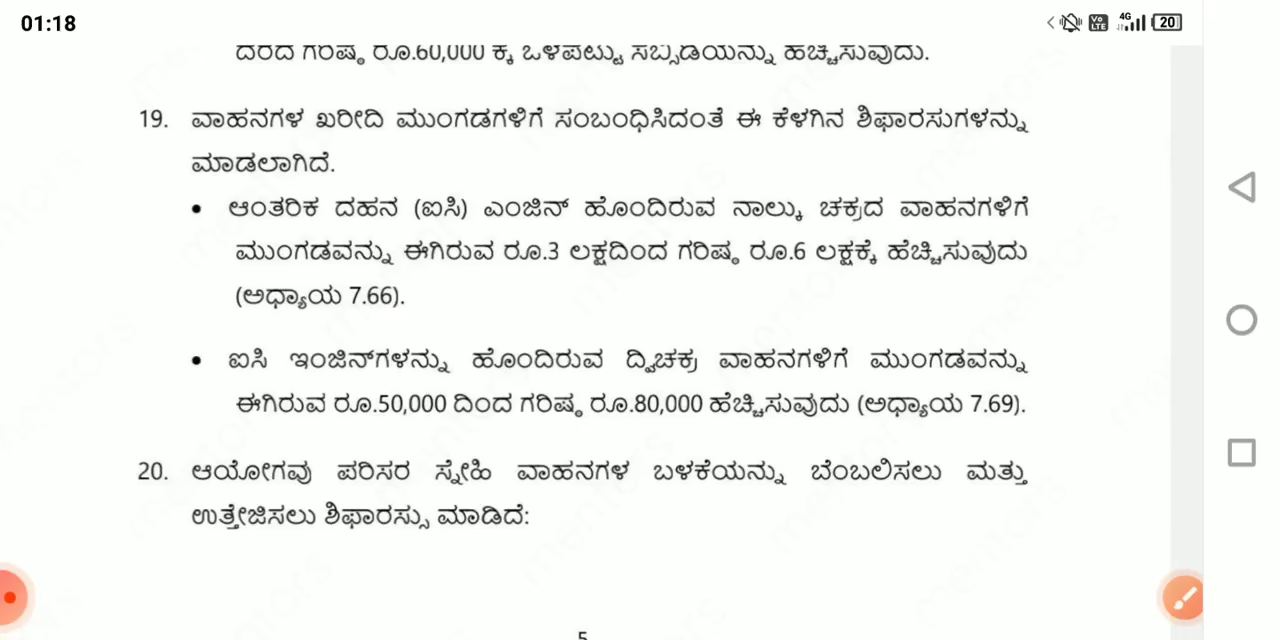 01:18
4G
20
ದರದ ಗರಿಷ್ಠ ರೂ.60,000 ಕ್ಕೆ ಒಳಪಟ್ಟು ಸಬ್ಸಿಡಿಯನ್ನು ಹೆಚ್ಚಿಸುವುದು.
19. ವಾಹನಗಳ ಖರೀದಿ ಮುಂಗಡಗಳಿಗೆ ಸಂಬಂಧಿಸಿದಂತೆ ಈ ಕೆಳಗಿನ ಶಿಫಾರಸುಗಳನ್ನು
ಮಾಡಲಾಗಿದೆ.
• ಆಂತರಿಕ ದಹನ (ಐಸಿ) ಎಂಜಿನ್ ಹೊಂದಿರುವ ನಾಲ್ಕು ಚಕ್ರದ ವಾಹನಗಳಿಗೆ
ಮುಂಗಡವನ್ನು ಈಗಿರುವ ರೂ.3 ಲಕ್ಷದಿಂದ ಗರಿಷ್ಠ ರೂ.6 ಲಕ್ಷಕ್ಕೆ ಹೆಚ್ಚಿಸುವುದು
(ಅಧ್ಯಾಯ 7.66).
• ಐಸಿ ಇಂಜಿನ್‌ಗಳನ್ನು ಹೊಂದಿರುವ ದ್ವಿಚಕ್ರ ವಾಹನಗಳಿಗೆ ಮುಂಗಡವನ್ನು
ಈಗಿರುವ ರೂ.50,000 ದಿಂದ ಗರಿಷ್ಠ ರೂ.80,000 ಹೆಚ್ಚಿಸುವುದು (ಅಧ್ಯಾಯ 7.69).
20. ಆಯೋಗವು ಪರಿಸರ ಸ್ನೇಹಿ ವಾಹನಗಳ ಬಳಕೆಯನ್ನು ಬೆಂಬಲಿಸಲು ಮತ್ತು
ಉತ್ತೇಜಿಸಲು ಶಿಫಾರಸ್ಸು ಮಾಡಿದೆ:
5